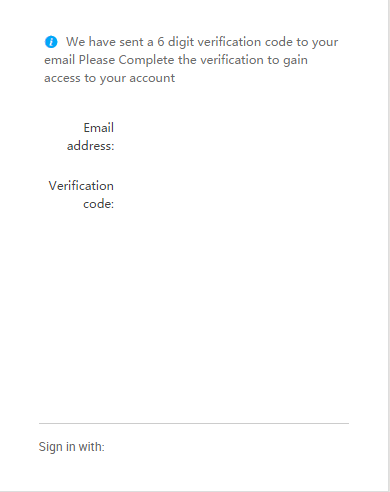 We have sent a 6 digit verification code to your
email Please Complete the verification to gain
access to your account
Email
address:
Verification
code:
Sign in with: